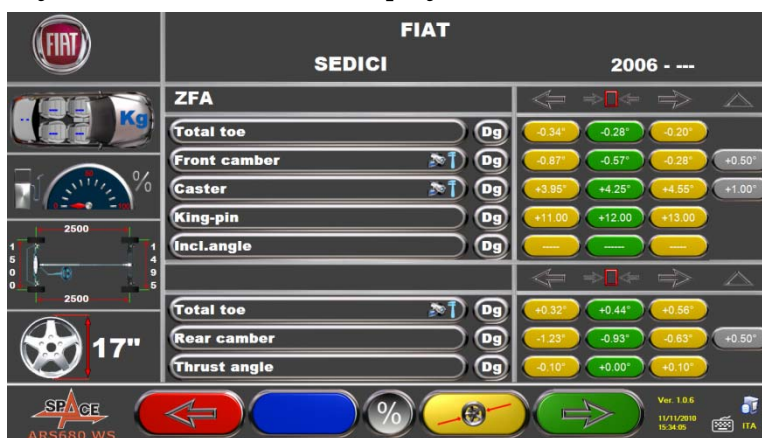 FIAT
FIAT
SEDICI 2006 - ---
Kg
ZFA
Total toe Dg -0.34° -0.28° -0.20°
Front camber Dg -0.87° -0.57° -0.28° +0.50°
Caster Dg +3.95° +4.25° +4.55° +1.00°
King-pin Dg +11.00 +12.00 +13.00
Incl.angle Dg ----- ------ -----
%
2500
1500
1495
2500
Total toe Dg +0.32° +0.44° +0.56°
Rear camber Dg -1.23° -0.93° -0.63° +0.50°
Thrust angle Dg -0.10° +0.00° +0.10°
17"
SPACE
ARS680 WS
%
Ver. 1.0.6
11/11/2010
15:34:05
ITA